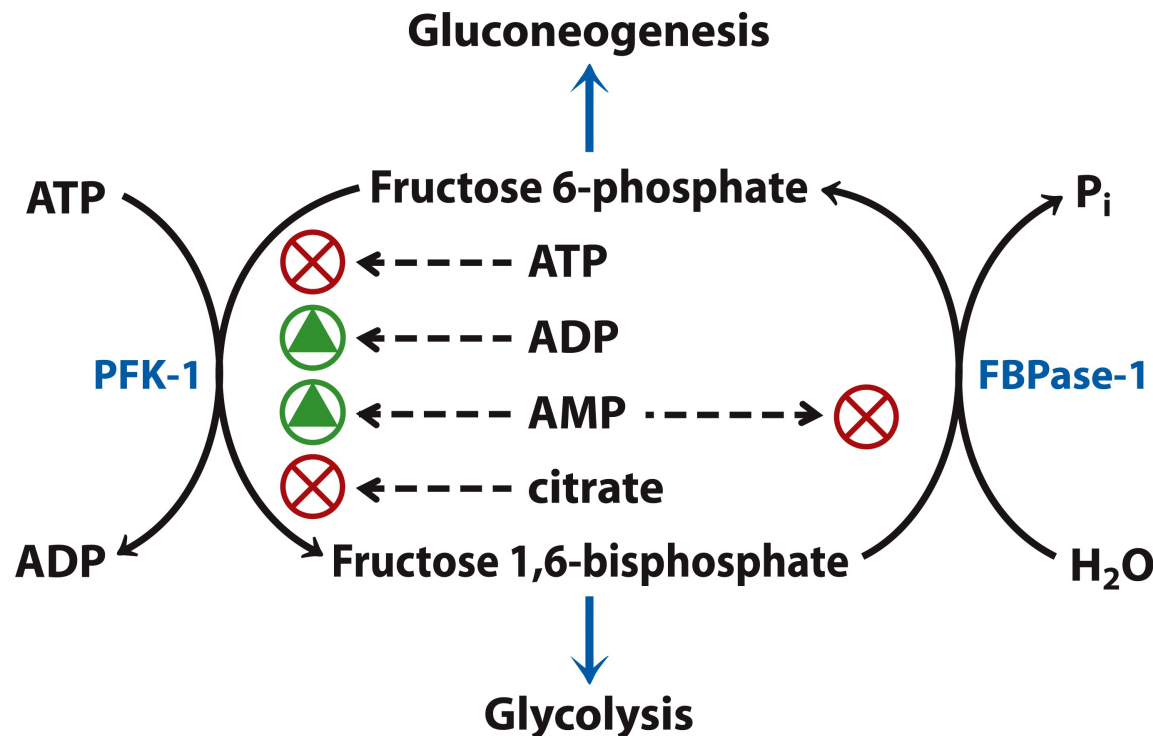 Gluconeogenesis
ATP
Fructose 6-phosphate
Pᵢ
ATP
ADP
PFK-1
FBPase-1
AMP
citrate
ADP
Fructose 1,6-bisphosphate
H₂O
Glycolysis